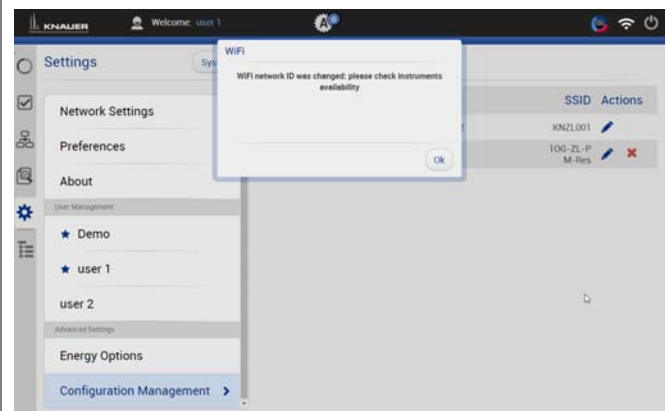 KNAUER
Welcome: user 1
A
Settings
Sys
WiFi
WiFi network ID was changed: please check instruments
availability
Ok
SSID Actions
KNZL001
10G-ZL-P
M-Res
Network Settings
Preferences
About
User Management
Demo
user 1
user 2
Advanced Settings
Energy Options
Configuration Management